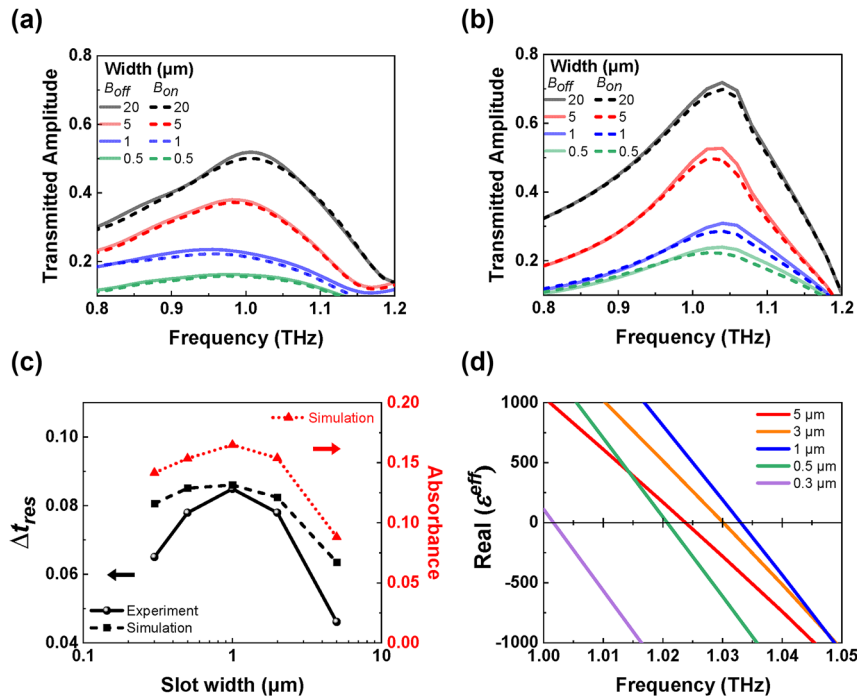 (a)
Width (μm)
B_off B_on
20 20
5 5
1 1
0.5 0.5
0.8
0.6
0.4
0.2
Transmitted Amplitude
0.8 0.9 1.0 1.1 1.2
Frequency (THz)
(b)
Width (μm)
B_off B_on
20 20
5 5
1 1
0.5 0.5
0.8
0.6
0.4
0.2
Transmitted Amplitude
0.8 0.9 1.0 1.1 1.2
Frequency (THz)
(c)
Simulation
Experiment
Simulation
0.10
0.08
0.06
0.04
Δt_res
0.20
0.15
0.10
0.05
0.00
Absorbance
0.1 1 10
Slot width (μm)
(d)
5 μm
3 μm
1 μm
0.5 μm
0.3 μm
1000
500
0
-500
-1000
Real (ε^eff)
1.00 1.01 1.02 1.03 1.04 1.05
Frequency (THz)